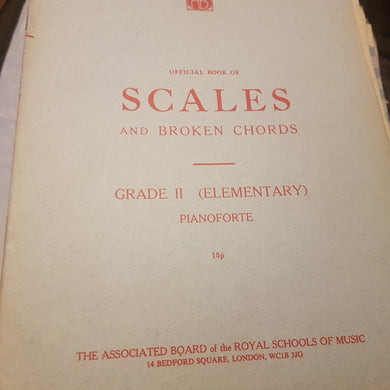 OFFICIAL BOOK OF
SCALES
AND BROKEN CHORDS
GRADE II (ELEMENTARY)
PIANOFORTE
15p
THE ASSOCIATED BOARD of the ROYAL SCHOOLS OF MUSIC
14 BEDFORD SQUARE, LONDON, WC1B 3JG